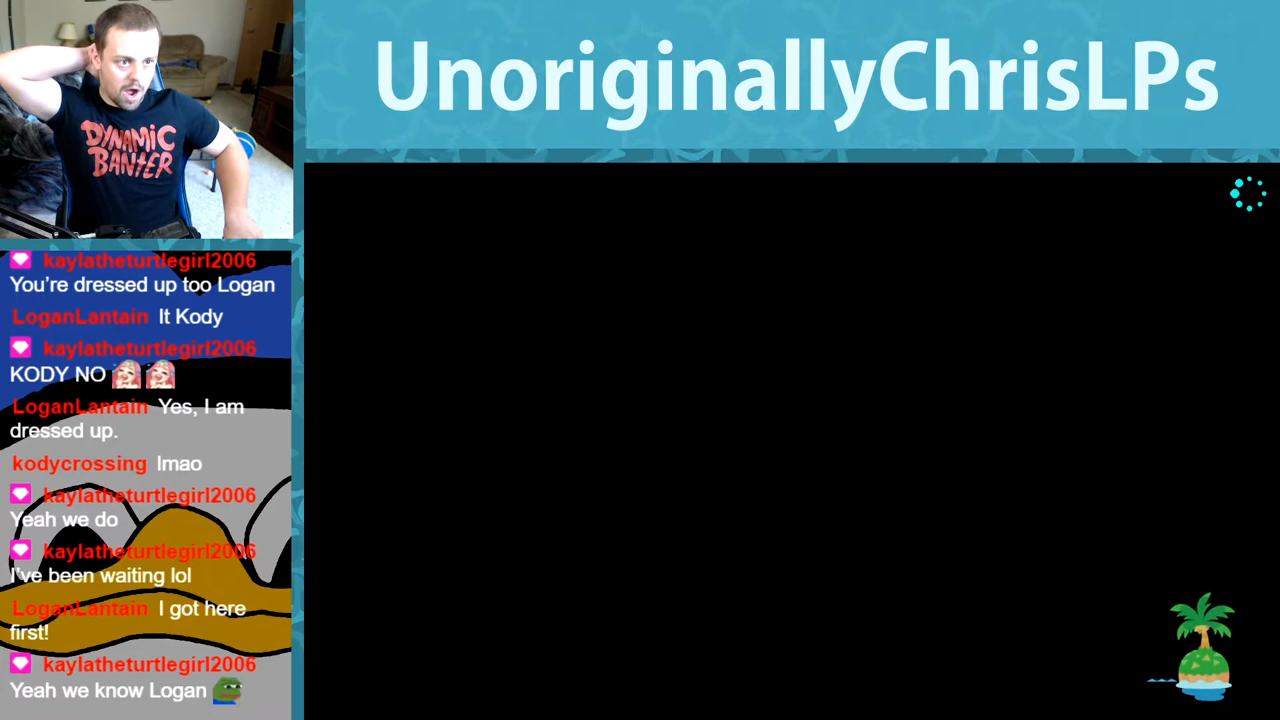 UnoriginallyChrisLPs
DYNAMIC
BANTER
kaylatheturtlegirl2006
You're dressed up too Logan
LoganLantain It Kody
kaylatheturtlegirl2006
KODY NO
LoganLantain Yes, I am
dressed up.
kodycrossing lmao
kaylatheturtlegirl2006
Yeah we do
kaylatheturtlegirl2006
I've been waiting lol
LoganLantain I got here
first!
kaylatheturtlegirl2006
Yeah we know Logan